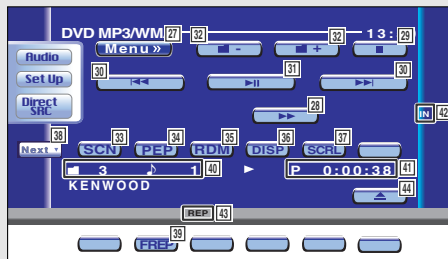 DVD MP3/WMA 27 32 32 13: 29
Menu » - + ■
Audio
30 31 30
Set Up
Direct SRC
28
IN 42
38 33 34 35 36 37
Next SCN PEP RDM DISP SCRL
3 ♪ 1 40 ► P 0:00:38 41
KENWOOD 44
REP 43
39
FREP